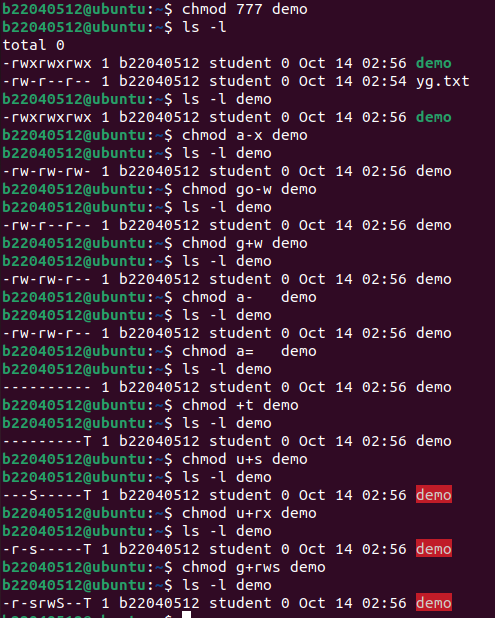 b22040512@ubuntu:~$ chmod 777 demo
b22040512@ubuntu:~$ ls -l
total 0
-rwxrwxrwx 1 b22040512 student 0 Oct 14 02:56 demo
-rw-r--r-- 1 b22040512 student 0 Oct 14 02:54 yg.txt
b22040512@ubuntu:~$ ls -l demo
-rwxrwxrwx 1 b22040512 student 0 Oct 14 02:56 demo
b22040512@ubuntu:~$ chmod a-x demo
b22040512@ubuntu:~$ ls -l demo
-rw-rw-rw- 1 b22040512 student 0 Oct 14 02:56 demo
b22040512@ubuntu:~$ chmod go-w demo
b22040512@ubuntu:~$ ls -l demo
-rw-r--r-- 1 b22040512 student 0 Oct 14 02:56 demo
b22040512@ubuntu:~$ chmod g+w demo
b22040512@ubuntu:~$ ls -l demo
-rw-rw-r-- 1 b22040512 student 0 Oct 14 02:56 demo
b22040512@ubuntu:~$ chmod a-   demo
b22040512@ubuntu:~$ ls -l demo
-rw-rw-r-- 1 b22040512 student 0 Oct 14 02:56 demo
b22040512@ubuntu:~$ chmod a=   demo
b22040512@ubuntu:~$ ls -l demo
---------- 1 b22040512 student 0 Oct 14 02:56 demo
b22040512@ubuntu:~$ chmod +t demo
b22040512@ubuntu:~$ ls -l demo
---------T 1 b22040512 student 0 Oct 14 02:56 demo
b22040512@ubuntu:~$ chmod u+s demo
b22040512@ubuntu:~$ ls -l demo
---S-----T 1 b22040512 student 0 Oct 14 02:56 demo
b22040512@ubuntu:~$ chmod u+rx demo
b22040512@ubuntu:~$ ls -l demo
-r-s-----T 1 b22040512 student 0 Oct 14 02:56 demo
b22040512@ubuntu:~$ chmod g+rws demo
b22040512@ubuntu:~$ ls -l demo
-r-srwS--T 1 b22040512 student 0 Oct 14 02:56 demo
b22040512@ubuntu:~$